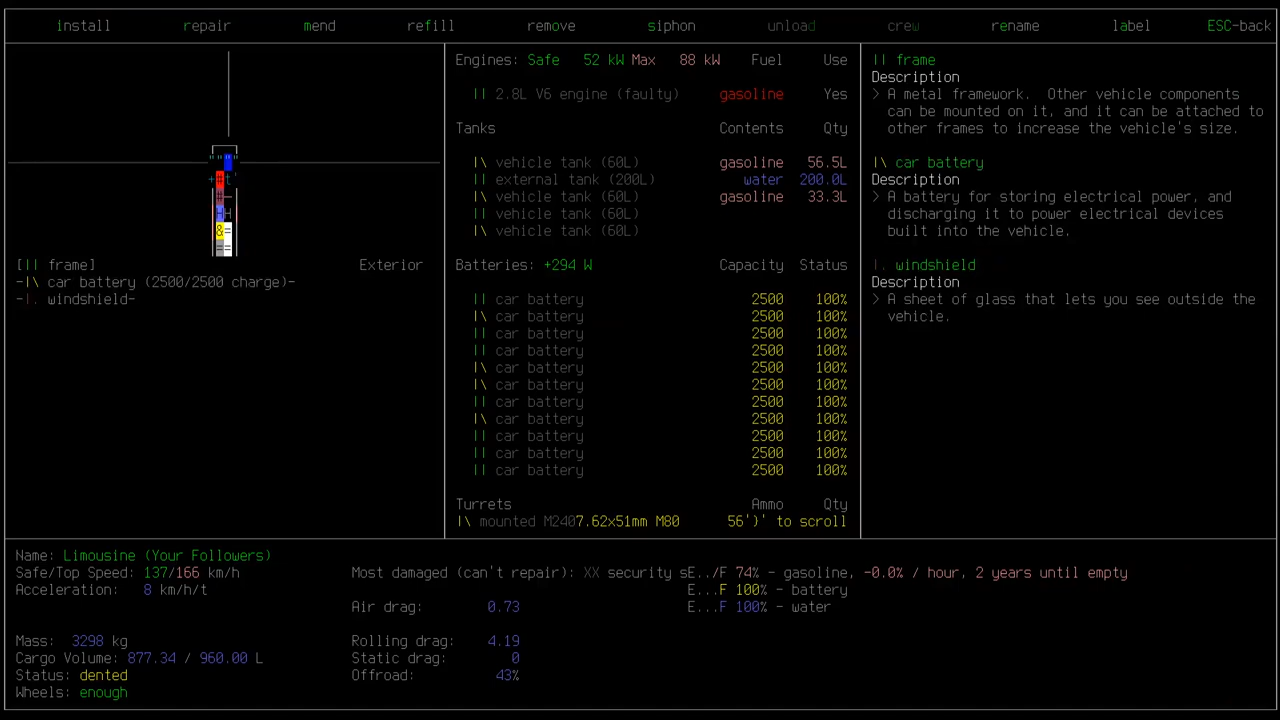 install repair mend refill remove siphon unload crew rename label ESC-back
Engines: Safe 52 kW Max 88 kW Fuel Use
|| 2.8L V6 engine (faulty) gasoline Yes
Tanks Contents Qty
|\ vehicle tank (60L) gasoline 56.5L
|| external tank (200L) water 200.0L
|\ vehicle tank (60L) gasoline 33.3L
|| vehicle tank (60L)
|| vehicle tank (60L)
Batteries: +294 W Capacity Status
|| car battery 2500 100%
|\ car battery 2500 100%
|| car battery 2500 100%
|| car battery 2500 100%
|\ car battery 2500 100%
|\ car battery 2500 100%
|| car battery 2500 100%
|\ car battery 2500 100%
|| car battery 2500 100%
|| car battery 2500 100%
|| car battery 2500 100%
Turrets Ammo Qty
|\ mounted M2407.62x51mm M80 56'}' to scroll
[|| frame] Exterior
-|\ car battery (2500/2500 charge)-
-|. windshield-
|| frame
Description
> A metal framework. Other vehicle components
can be mounted on it, and it can be attached to
other frames to increase the vehicle's size.
|\ car battery
Description
> A battery for storing electrical power, and
discharging it to power electrical devices
built into the vehicle.
|. windshield
Description
> A sheet of glass that lets you see outside the
vehicle.
Name: Limousine (Your Followers)
Safe/Top Speed: 137/166 km/h
Acceleration: 8 km/h/t
Mass: 3298 kg
Cargo Volume: 877.34 / 960.00 L
Status: dented
Wheels: enough
Most damaged (can't repair): XX security sE../F 74% - gasoline, -0.0% / hour, 2 years until empty
E...F 100% - battery
Air drag: 0.73 E...F 100% - water
Rolling drag: 4.19
Static drag: 0
Offroad: 43%